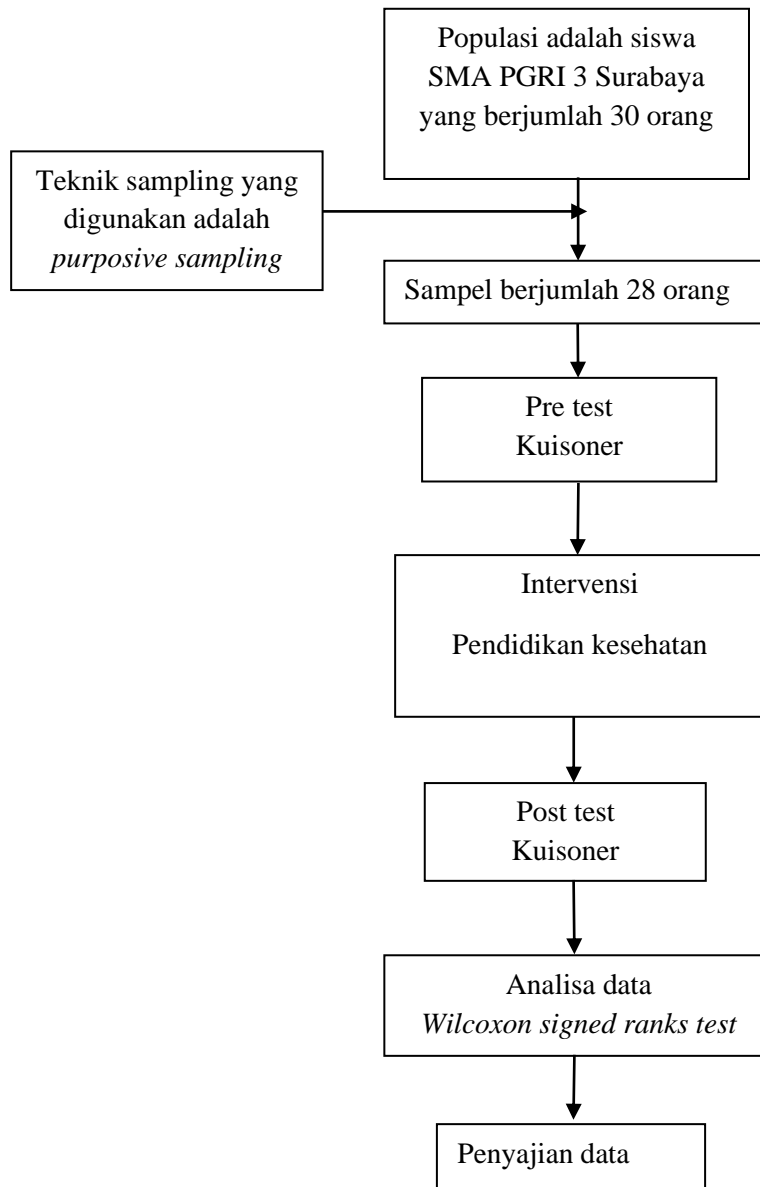 Populasi adalah siswa
SMA PGRI 3 Surabaya
yang berjumlah 30 orang
Teknik sampling yang
digunakan adalah
purposive sampling
Sampel berjumlah 28 orang
Pre test
Kuisoner
Intervensi
Pendidikan kesehatan
Post test
Kuisoner
Analisa data
Wilcoxon signed ranks test
Penyajian data